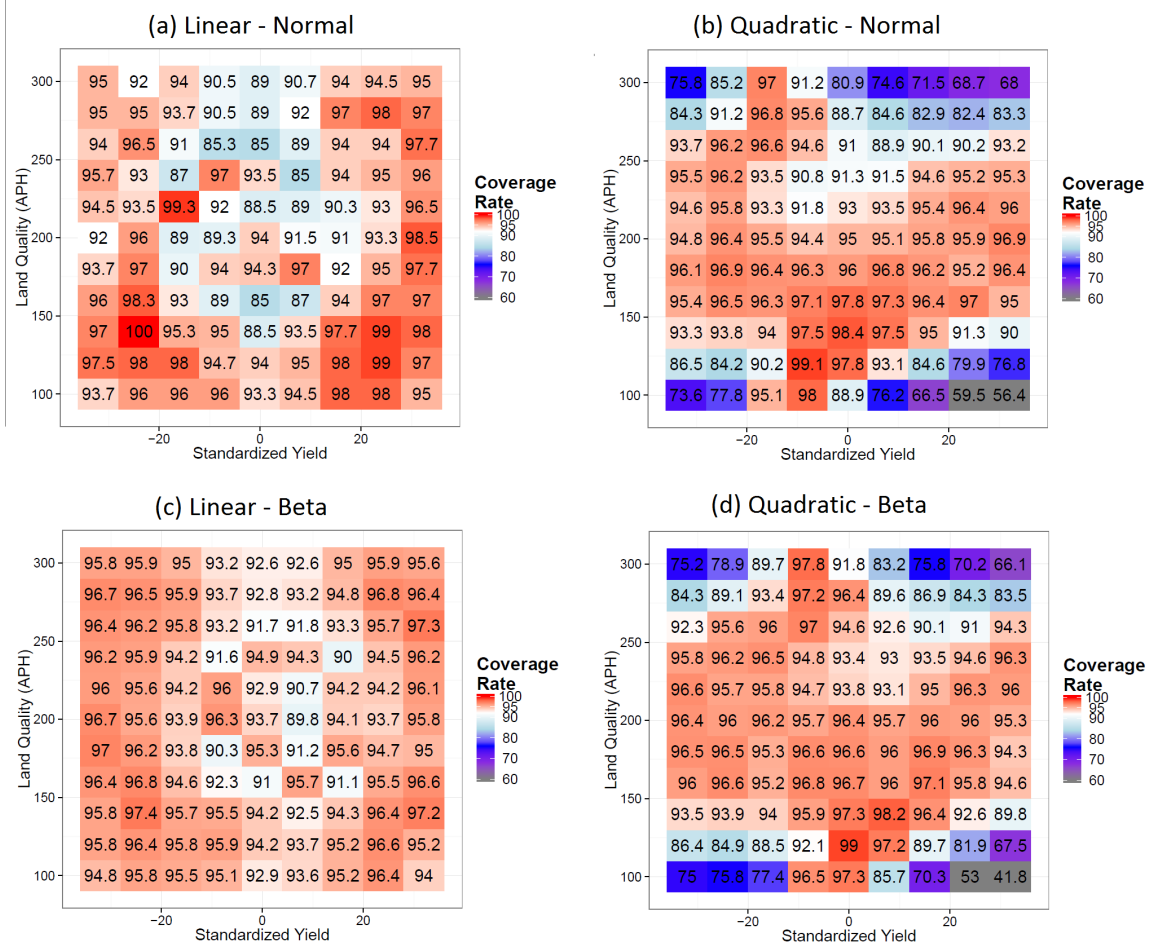 (a) Linear - Normal
300
95 92 94 90.5 89 90.7 94 94.5 95
95 95 93.7 90.5 89 92 97 98 97
94 96.5 91 85.3 85 89 94 94 97.7
250
95.7 93 87 97 93.5 85 94 95 96
94.5 93.5 99.3 92 88.5 89 90.3 93 96.5
200
92 96 89 89.3 94 91.5 91 93.3 98.5
93.7 97 90 94 94.3 97 92 95 97.7
96 98.3 93 89 85 87 94 97 97
150
97 100 95.3 95 88.5 93.5 97.7 99 98
97.5 98 98 94.7 94 95 98 99 97
100
93.7 96 96 96 93.3 94.5 98 98 95
−20 0 20
Standardized Yield
Land Quality (APH)
Coverage
Rate
100
95
90
80
70
60
(b) Quadratic - Normal
300
75.8 85.2 97 91.2 80.9 74.6 71.5 68.7 68
84.3 91.2 96.8 95.6 88.7 84.6 82.9 82.4 83.3
93.7 96.2 96.6 94.6 91 88.9 90.1 90.2 93.2
250
95.5 96.2 93.5 90.8 91.3 91.5 94.6 95.2 95.3
94.6 95.8 93.3 91.8 93 93.5 95.4 96.4 96
200
94.8 96.4 95.5 94.4 95 95.1 95.8 95.9 96.9
96.1 96.9 96.4 96.3 96 96.8 96.2 95.2 96.4
95.4 96.5 96.3 97.1 97.8 97.3 96.4 97 95
150
93.3 93.8 94 97.5 98.4 97.5 95 91.3 90
86.5 84.2 90.2 99.1 97.8 93.1 84.6 79.9 76.8
100
73.6 77.8 95.1 98 88.9 76.2 66.5 59.5 56.4
−20 0 20
Standardized Yield
Land Quality (APH)
Coverage
Rate
100
95
90
80
70
60
(c) Linear - Beta
300
95.8 95.9 95 93.2 92.6 92.6 95 95.9 95.6
96.7 96.5 95.9 93.7 92.8 93.2 94.8 96.8 96.4
96.4 96.2 95.8 93.2 91.7 91.8 93.3 95.7 97.3
250
96.2 95.9 94.2 91.6 94.9 94.3 90 94.5 96.2
96 95.6 94.2 96 92.9 90.7 94.2 94.2 96.1
200
96.7 95.6 93.9 96.3 93.7 89.8 94.1 93.7 95.8
97 96.2 93.8 90.3 95.3 91.2 95.6 94.7 95
96.4 96.8 94.6 92.3 91 95.7 91.1 95.5 96.6
150
95.8 97.4 95.7 95.5 94.2 92.5 94.3 96.4 97.2
95.8 96.4 95.8 95.9 94.2 93.7 95.2 96.6 95.2
100
94.8 95.8 95.5 95.1 92.9 93.6 95.2 96.4 94
−20 0 20
Standardized Yield
Land Quality (APH)
Coverage
Rate
100
95
90
80
70
60
(d) Quadratic - Beta
300
75.2 78.9 89.7 97.8 91.8 83.2 75.8 70.2 66.1
84.3 89.1 93.4 97.2 96.4 89.6 86.9 84.3 83.5
92.3 95.6 96 97 94.6 92.6 90.1 91 94.3
250
95.8 96.2 96.5 94.8 93.4 93 93.5 94.6 96.3
96.6 95.7 95.8 94.7 93.8 93.1 95 96.3 96
200
96.4 96 96.2 95.7 96.4 95.7 96 96 95.3
96.5 96.5 95.3 96.6 96.6 96 96.9 96.3 94.3
96 96.6 95.2 96.8 96.7 96 97.1 95.8 94.6
150
93.5 93.9 94 95.9 97.3 98.2 96.4 92.6 89.8
86.4 84.9 88.5 92.1 99 97.2 89.7 81.9 67.5
100
75 75.8 77.4 96.5 97.3 85.7 70.3 53 41.8
−20 0 20
Standardized Yield
Land Quality (APH)
Coverage
Rate
100
95
90
80
70
60